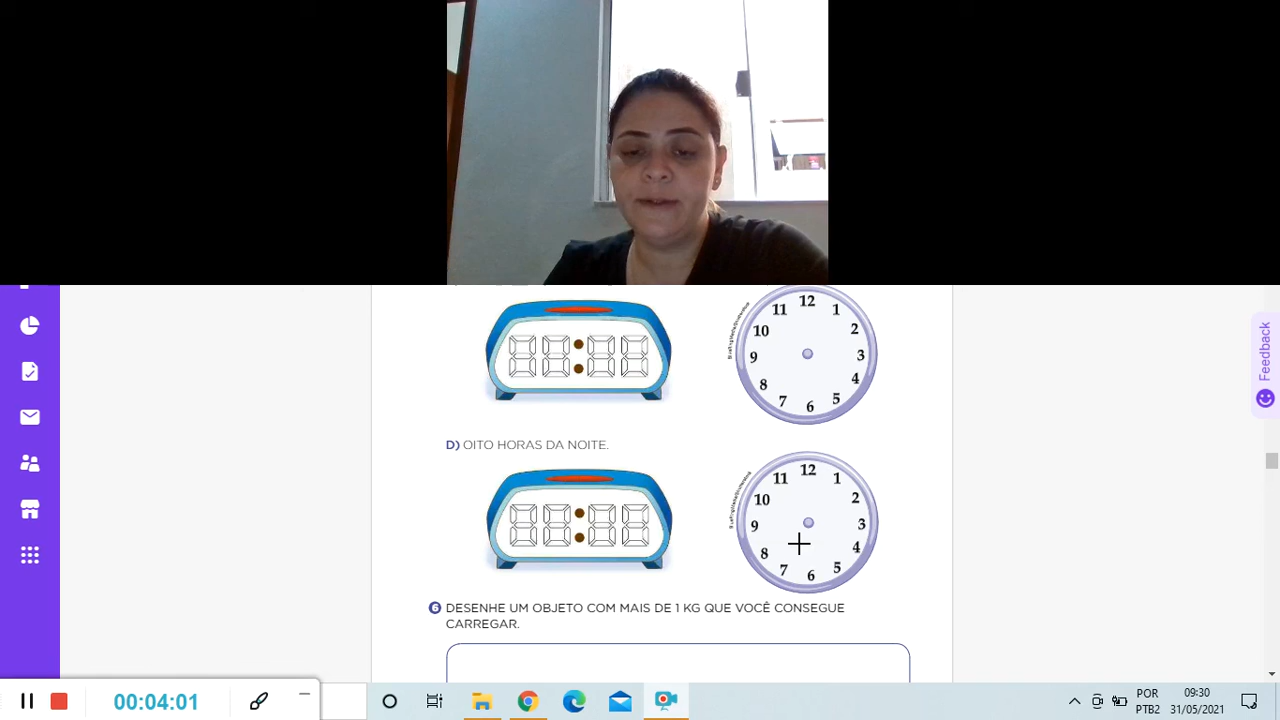 12
11 1
10 2
9 3
8 4
7 5
6
D) OITO HORAS DA NOITE.
12
11 1
10 2
9 3
8 4
7 5
6
6 DESENHE UM OBJETO COM MAIS DE 1 KG QUE VOCÊ CONSEGUE
CARREGAR.
Feedback
00:04:01
POR
PTB2
09:30
31/05/2021